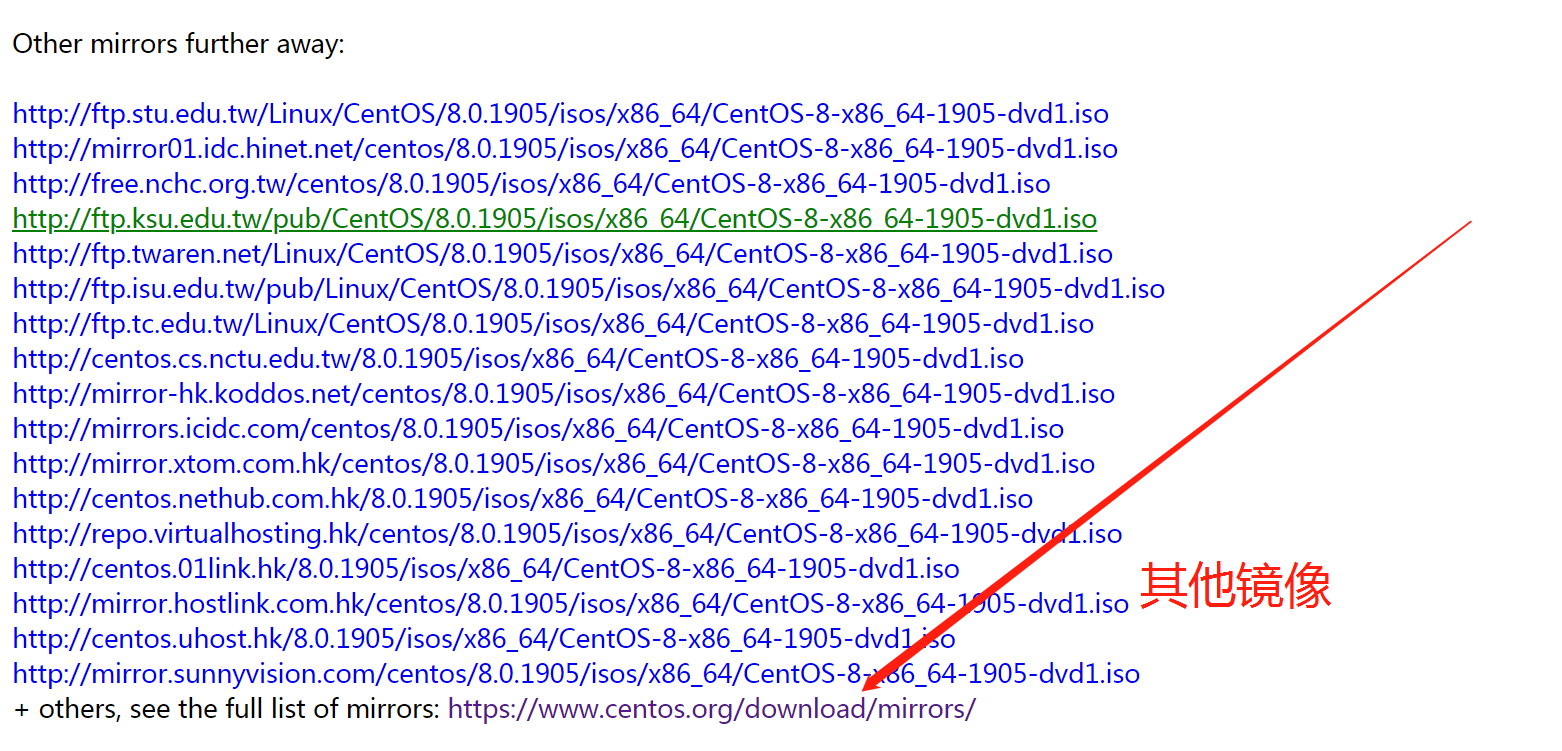 Other mirrors further away:
http://ftp.stu.edu.tw/Linux/CentOS/8.0.1905/isos/x86_64/CentOS-8-x86_64-1905-dvd1.iso
http://mirror01.idc.hinet.net/centos/8.0.1905/isos/x86_64/CentOS-8-x86_64-1905-dvd1.iso
http://free.nchc.org.tw/centos/8.0.1905/isos/x86_64/CentOS-8-x86_64-1905-dvd1.iso
http://ftp.ksu.edu.tw/pub/CentOS/8.0.1905/isos/x86_64/CentOS-8-x86_64-1905-dvd1.iso
http://ftp.twaren.net/Linux/CentOS/8.0.1905/isos/x86_64/CentOS-8-x86_64-1905-dvd1.iso
http://ftp.isu.edu.tw/pub/Linux/CentOS/8.0.1905/isos/x86_64/CentOS-8-x86_64-1905-dvd1.iso
http://ftp.tc.edu.tw/Linux/CentOS/8.0.1905/isos/x86_64/CentOS-8-x86_64-1905-dvd1.iso
http://centos.cs.nctu.edu.tw/8.0.1905/isos/x86_64/CentOS-8-x86_64-1905-dvd1.iso
http://mirror-hk.koddos.net/centos/8.0.1905/isos/x86_64/CentOS-8-x86_64-1905-dvd1.iso
http://mirrors.icidc.com/centos/8.0.1905/isos/x86_64/CentOS-8-x86_64-1905-dvd1.iso
http://mirror.xtom.com.hk/centos/8.0.1905/isos/x86_64/CentOS-8-x86_64-1905-dvd1.iso
http://centos.nethub.com.hk/8.0.1905/isos/x86_64/CentOS-8-x86_64-1905-dvd1.iso
http://repo.virtualhosting.hk/centos/8.0.1905/isos/x86_64/CentOS-8-x86_64-1905-dvd1.iso
http://centos.01link.hk/8.0.1905/isos/x86_64/CentOS-8-x86_64-1905-dvd1.iso
http://mirror.hostlink.com.hk/centos/8.0.1905/isos/x86_64/CentOS-8-x86_64-1905-dvd1.iso
其他镜像
http://centos.uhost.hk/8.0.1905/isos/x86_64/CentOS-8-x86_64-1905-dvd1.iso
http://mirror.sunnyvision.com/centos/8.0.1905/isos/x86_64/CentOS-8-x86_64-1905-dvd1.iso
+ others, see the full list of mirrors: https://www.centos.org/download/mirrors/